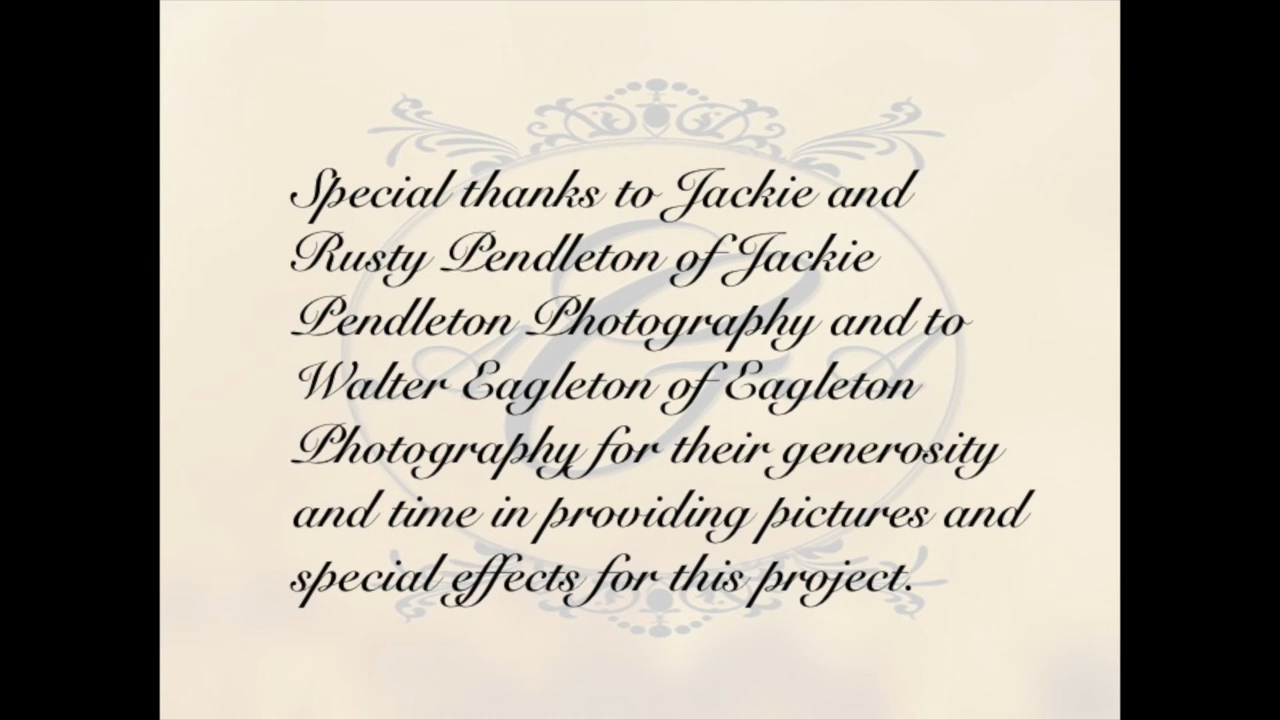 Special thanks to Jackie and
Rusty Pendleton of Jackie
Pendleton Photography and to
Walter Eagleton of Eagleton
Photography for their generosity
and time in providing pictures and
special effects for this project.